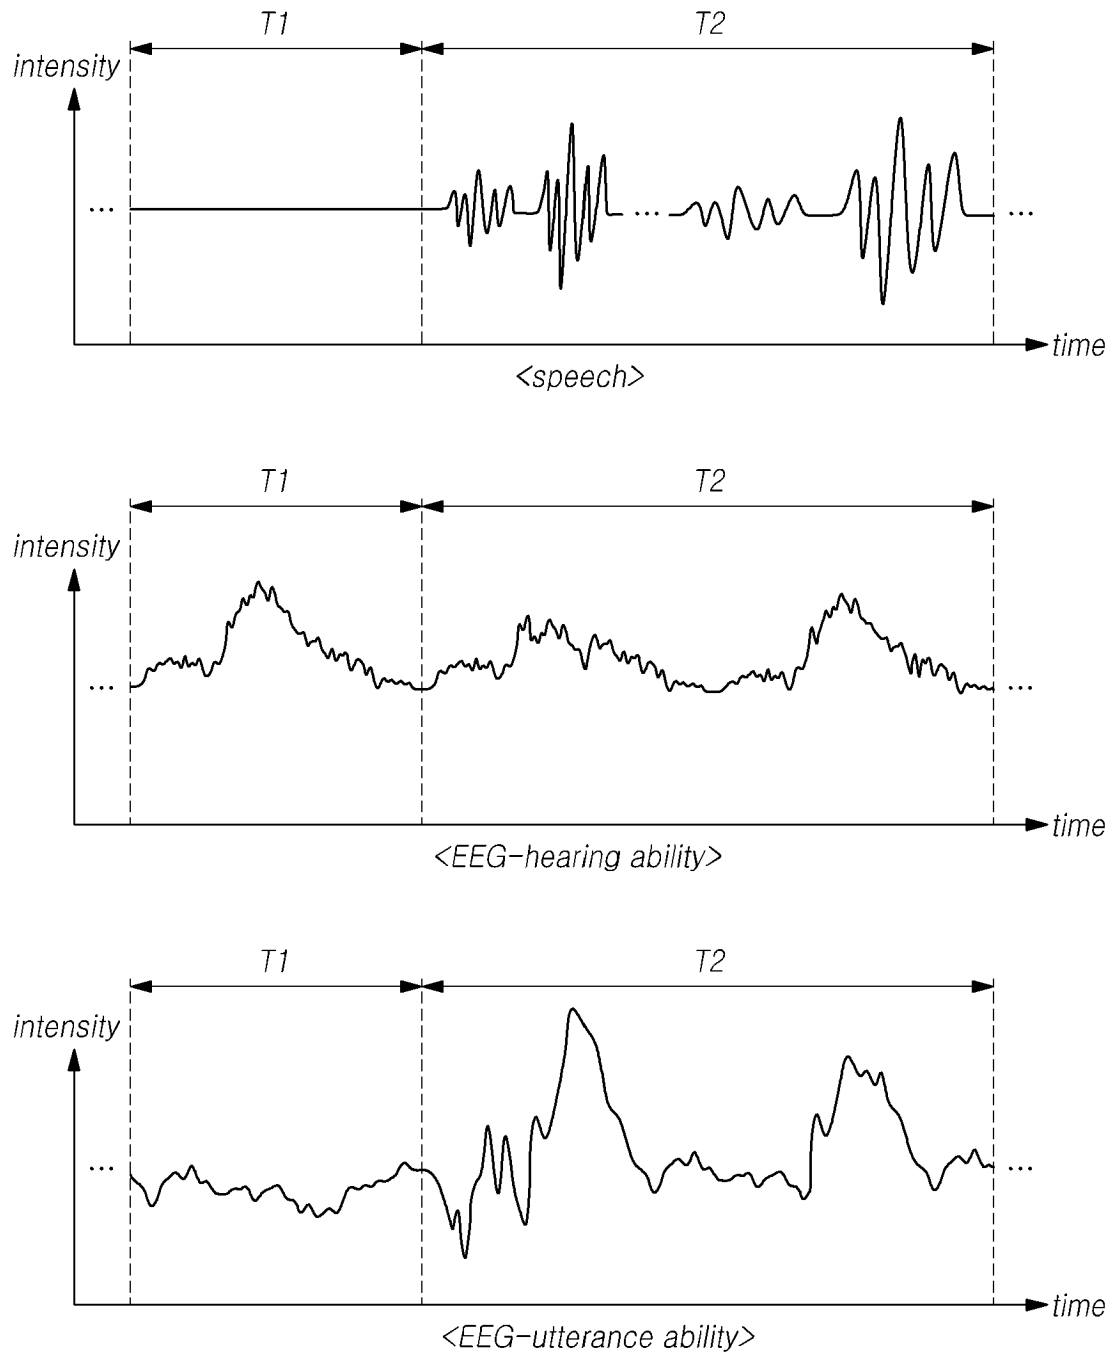 T1 T2
intensity
... ... ...
time
<speech>
T1 T2
intensity
... ...
time
<EEG-hearing ability>
T1 T2
intensity
... ...
time
<EEG-utterance ability>